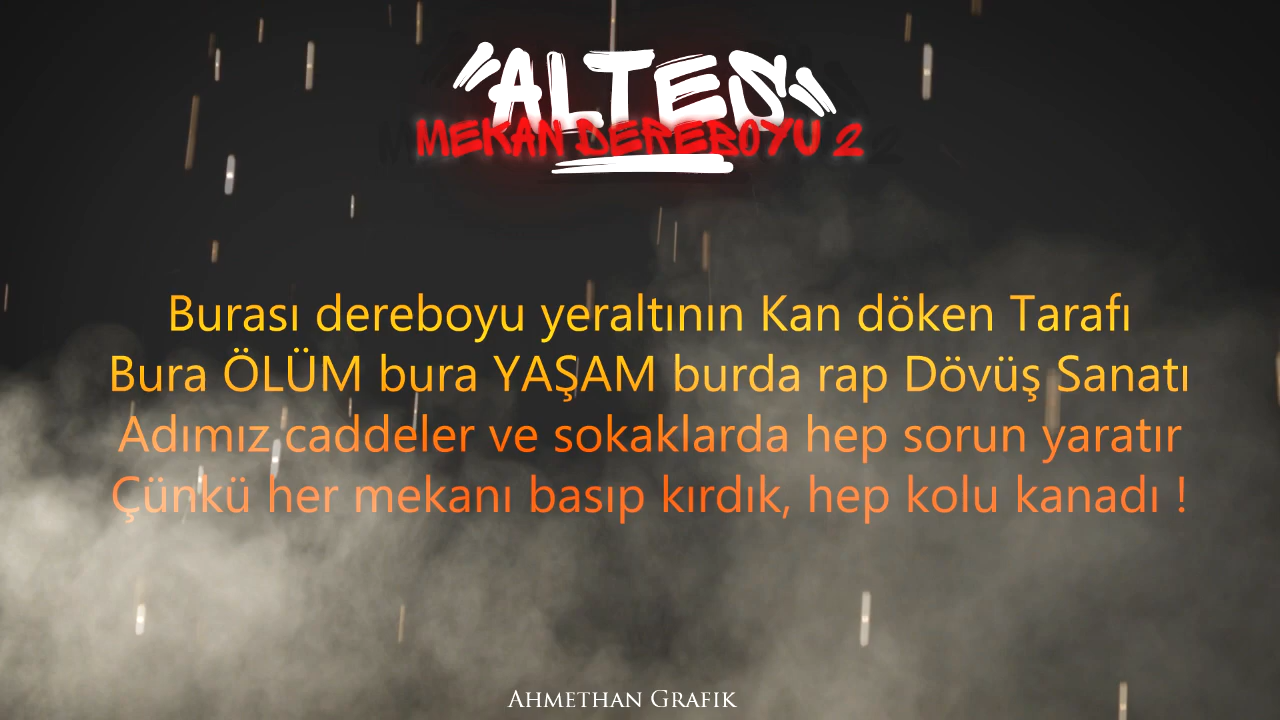 "ALTES"
MEKAN DEREBOYU 2
Burası dereboyu yeraltının Kan döken Tarafı
Bura ÖLÜM bura YAŞAM burda rap Dövüş Sanatı
Adımız caddeler ve sokaklarda hep sorun yaratır
Çünkü her mekanı basıp kırdık, hep kolu kanadı !
AHMETHAN GRAFIK